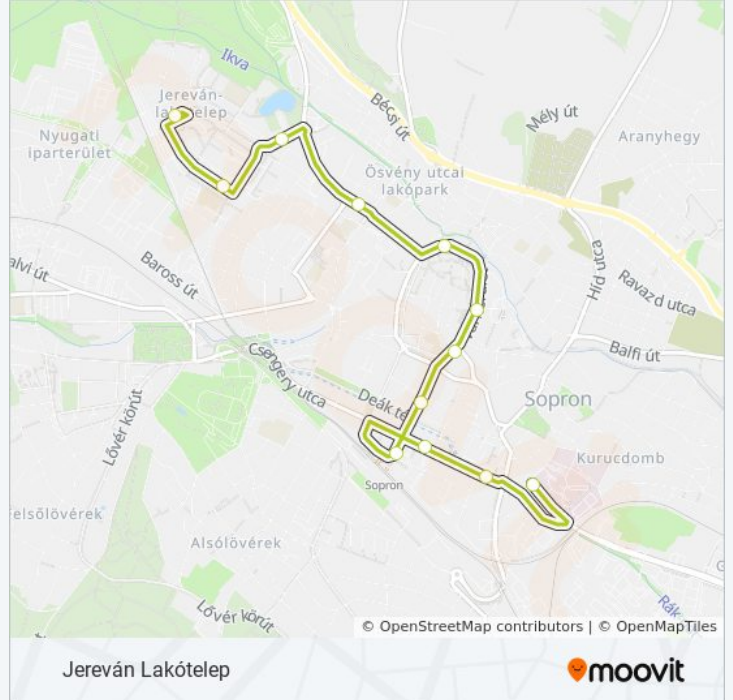 Ikva
Jereván-
lakótelep
Bécsi út
Mély út
Aranyhegy
Nyugati
iparterület
Ösvény utcai
lakópark
Híd utca
Ravazd utca
alvi út
Baross út
Balfi út
Csengery utca
Deák té
Sopron
Lővér körút
Kurucdomb
Sopron
Felsőlövérek
Alsólövérek
Lővér körút
Rák
© OpenStreetMap contributors | © OpenMapTiles
Jereván Lakótelep
moovit